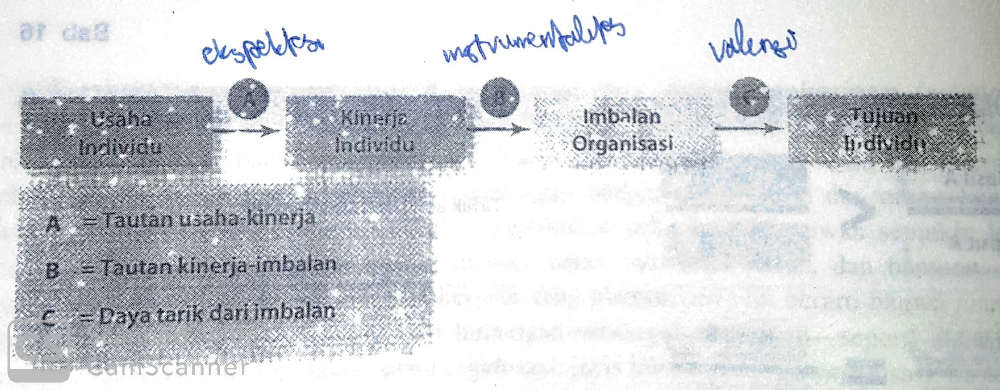 Bab 16
ekspektasi instrumentalitas valensi
A B C
Usaha Individu
Kinerja Individu
Imbalan Organisasi
Tujuan Individu
A = Tautan usaha-kinerja
B = Tautan kinerja-imbalan
C = Daya tarik dari imbalan
CS Scanned with
CamScanner